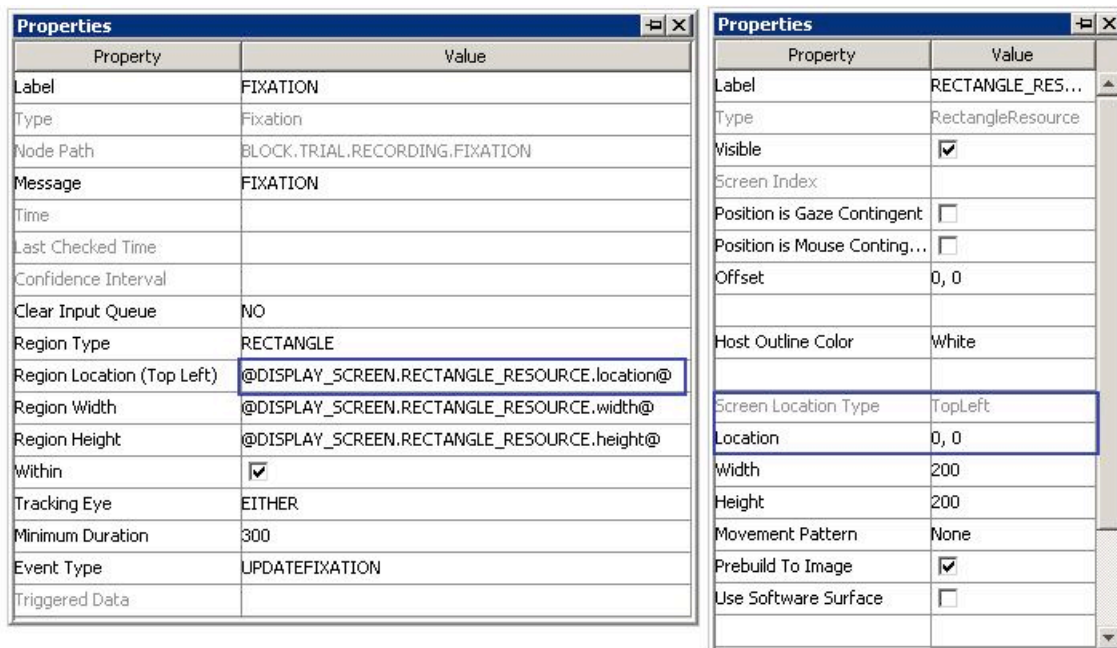 Properties
Property Value
Label FIXATION
Type Fixation
Node Path BLOCK.TRIAL.RECORDING.FIXATION
Message FIXATION
Time
Last Checked Time
Confidence Interval
Clear Input Queue NO
Region Type RECTANGLE
Region Location (Top Left) @DISPLAY_SCREEN.RECTANGLE_RESOURCE.location@
Region Width @DISPLAY_SCREEN.RECTANGLE_RESOURCE.width@
Region Height @DISPLAY_SCREEN.RECTANGLE_RESOURCE.height@
Within
Tracking Eye EITHER
Minimum Duration 300
Event Type UPDATEFIXATION
Triggered Data
Properties
Property Value
Label RECTANGLE_RES...
Type RectangleResource
Visible
Screen Index
Position is Gaze Contingent
Position is Mouse Conting...
Offset 0, 0
Host Outline Color White
Screen Location Type TopLeft
Location 0, 0
Width 200
Height 200
Movement Pattern None
Prebuild To Image
Use Software Surface